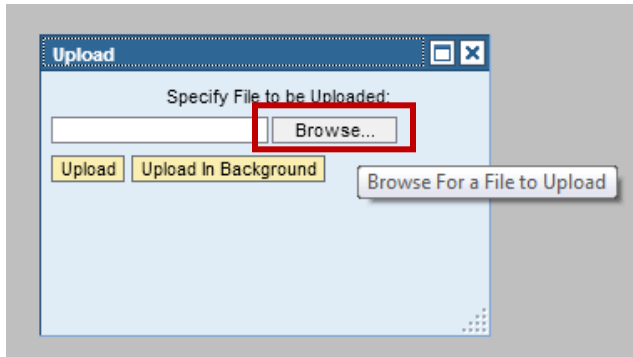 Upload
Specify File to be Uploaded:
Browse...
Upload Upload In Background
Browse For a File to Upload